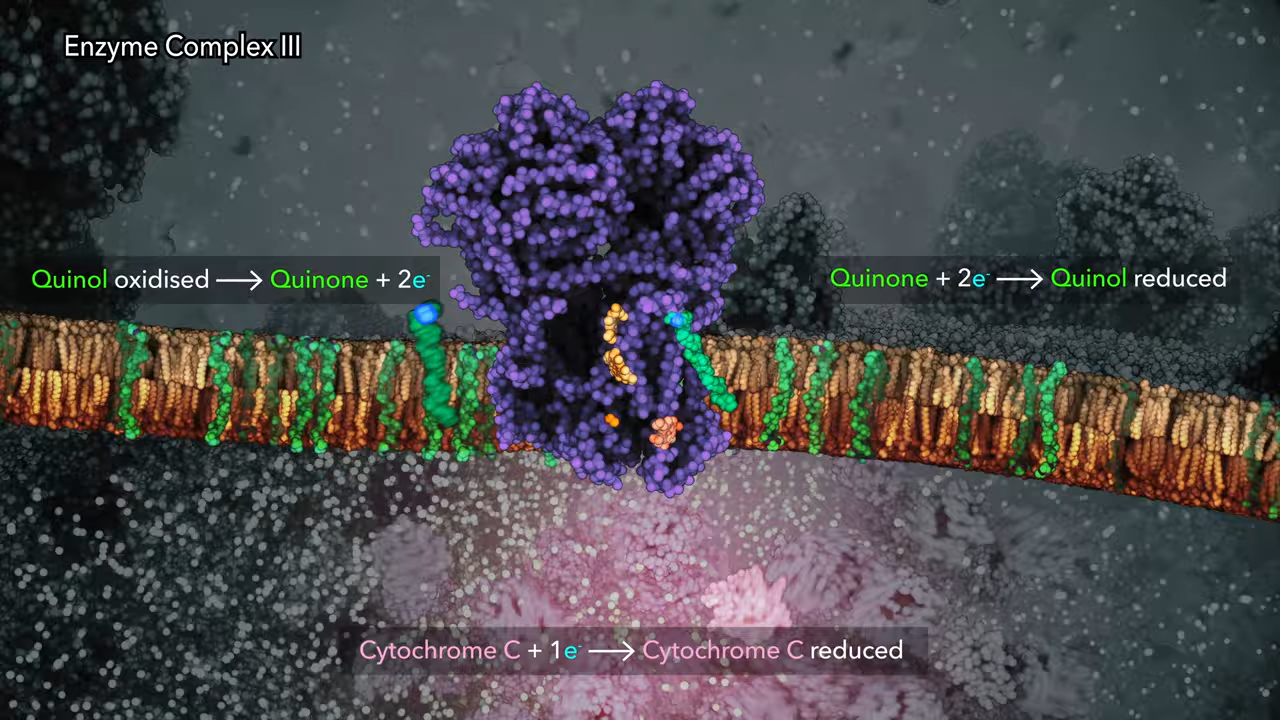 Enzyme Complex III
Quinol oxidised ⟶ Quinone + 2e⁻
Quinone + 2e⁻ ⟶ Quinol reduced
Cytochrome C + 1e⁻ ⟶ Cytochrome C reduced